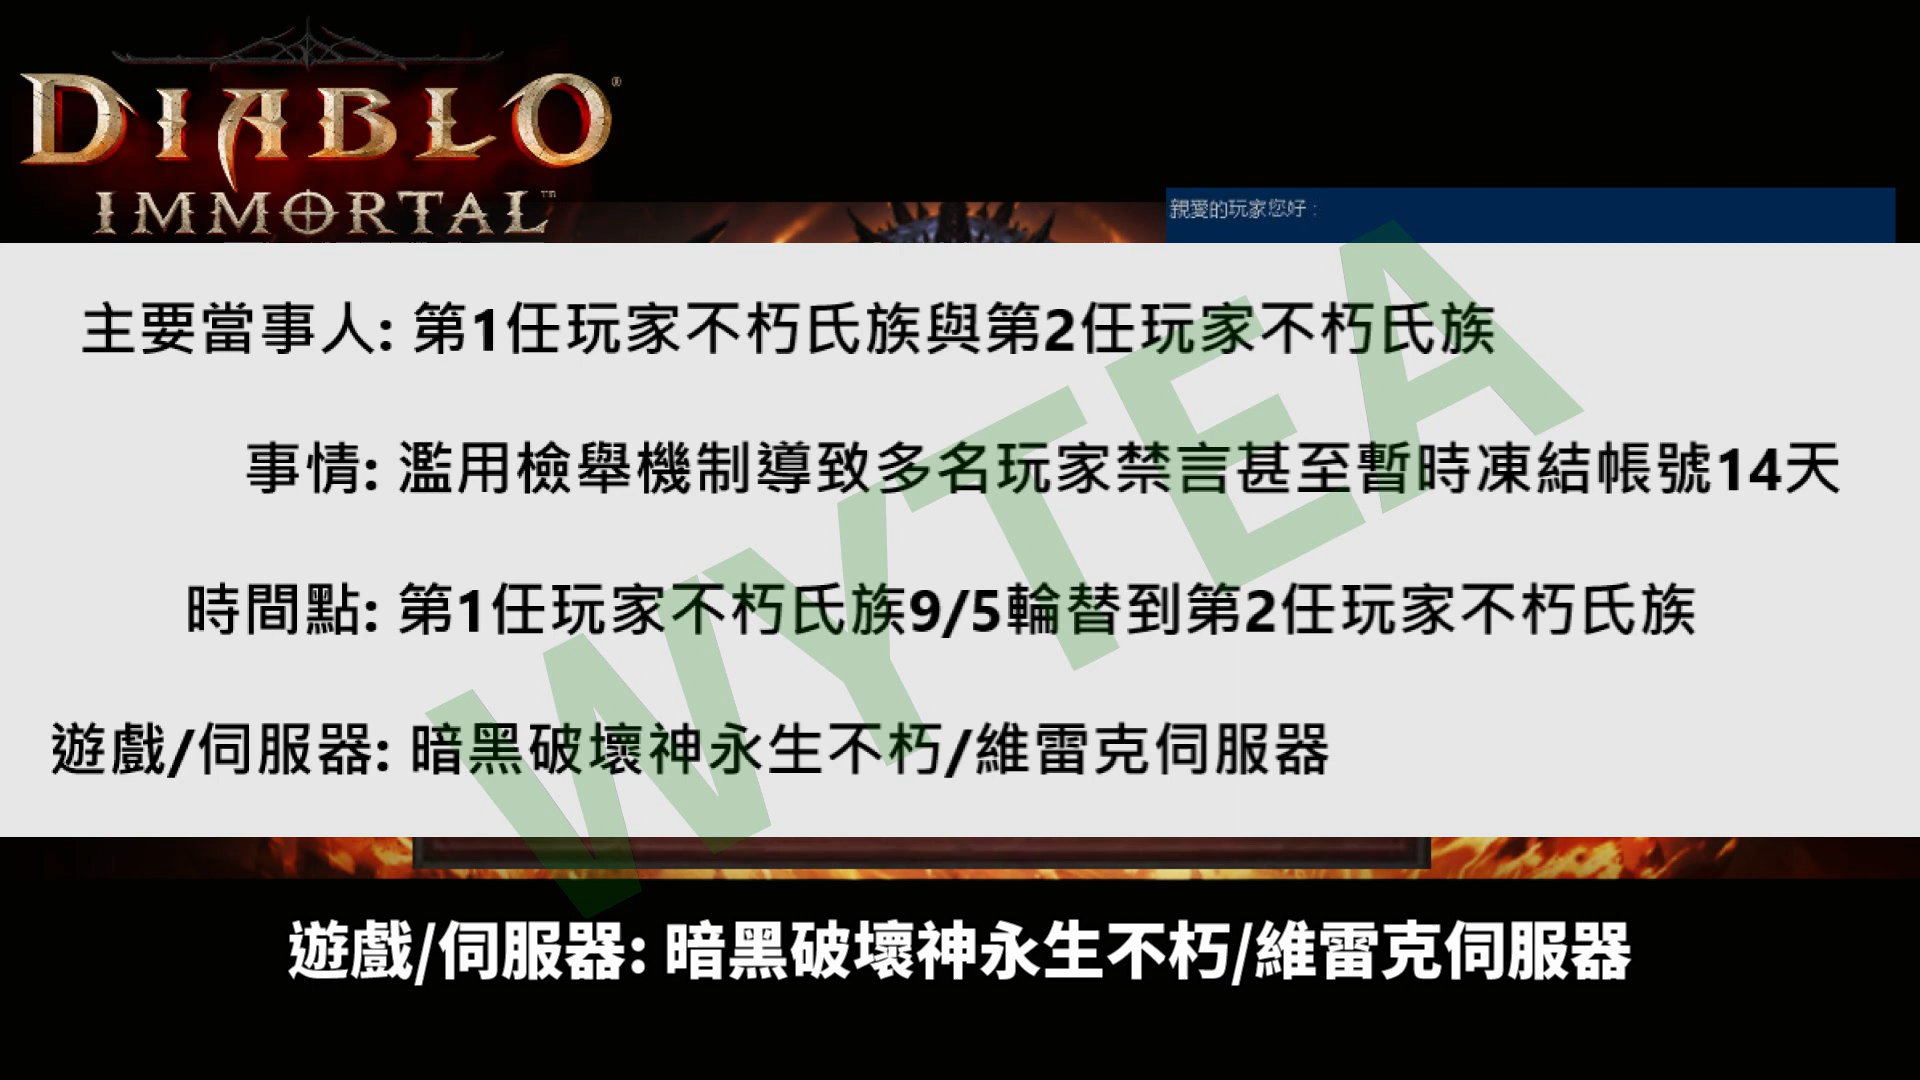 DIABLO®
IMMORTAL™
親愛的玩家您好：
主要當事人: 第1任玩家不朽氏族與第2任玩家不朽氏族
事情: 濫用檢舉機制導致多名玩家禁言甚至暫時凍結帳號14天
時間點: 第1任玩家不朽氏族9/5輪替到第2任玩家不朽氏族
遊戲/伺服器: 暗黑破壞神永生不朽/維雷克伺服器
WYTEA
遊戲/伺服器: 暗黑破壞神永生不朽/維雷克伺服器